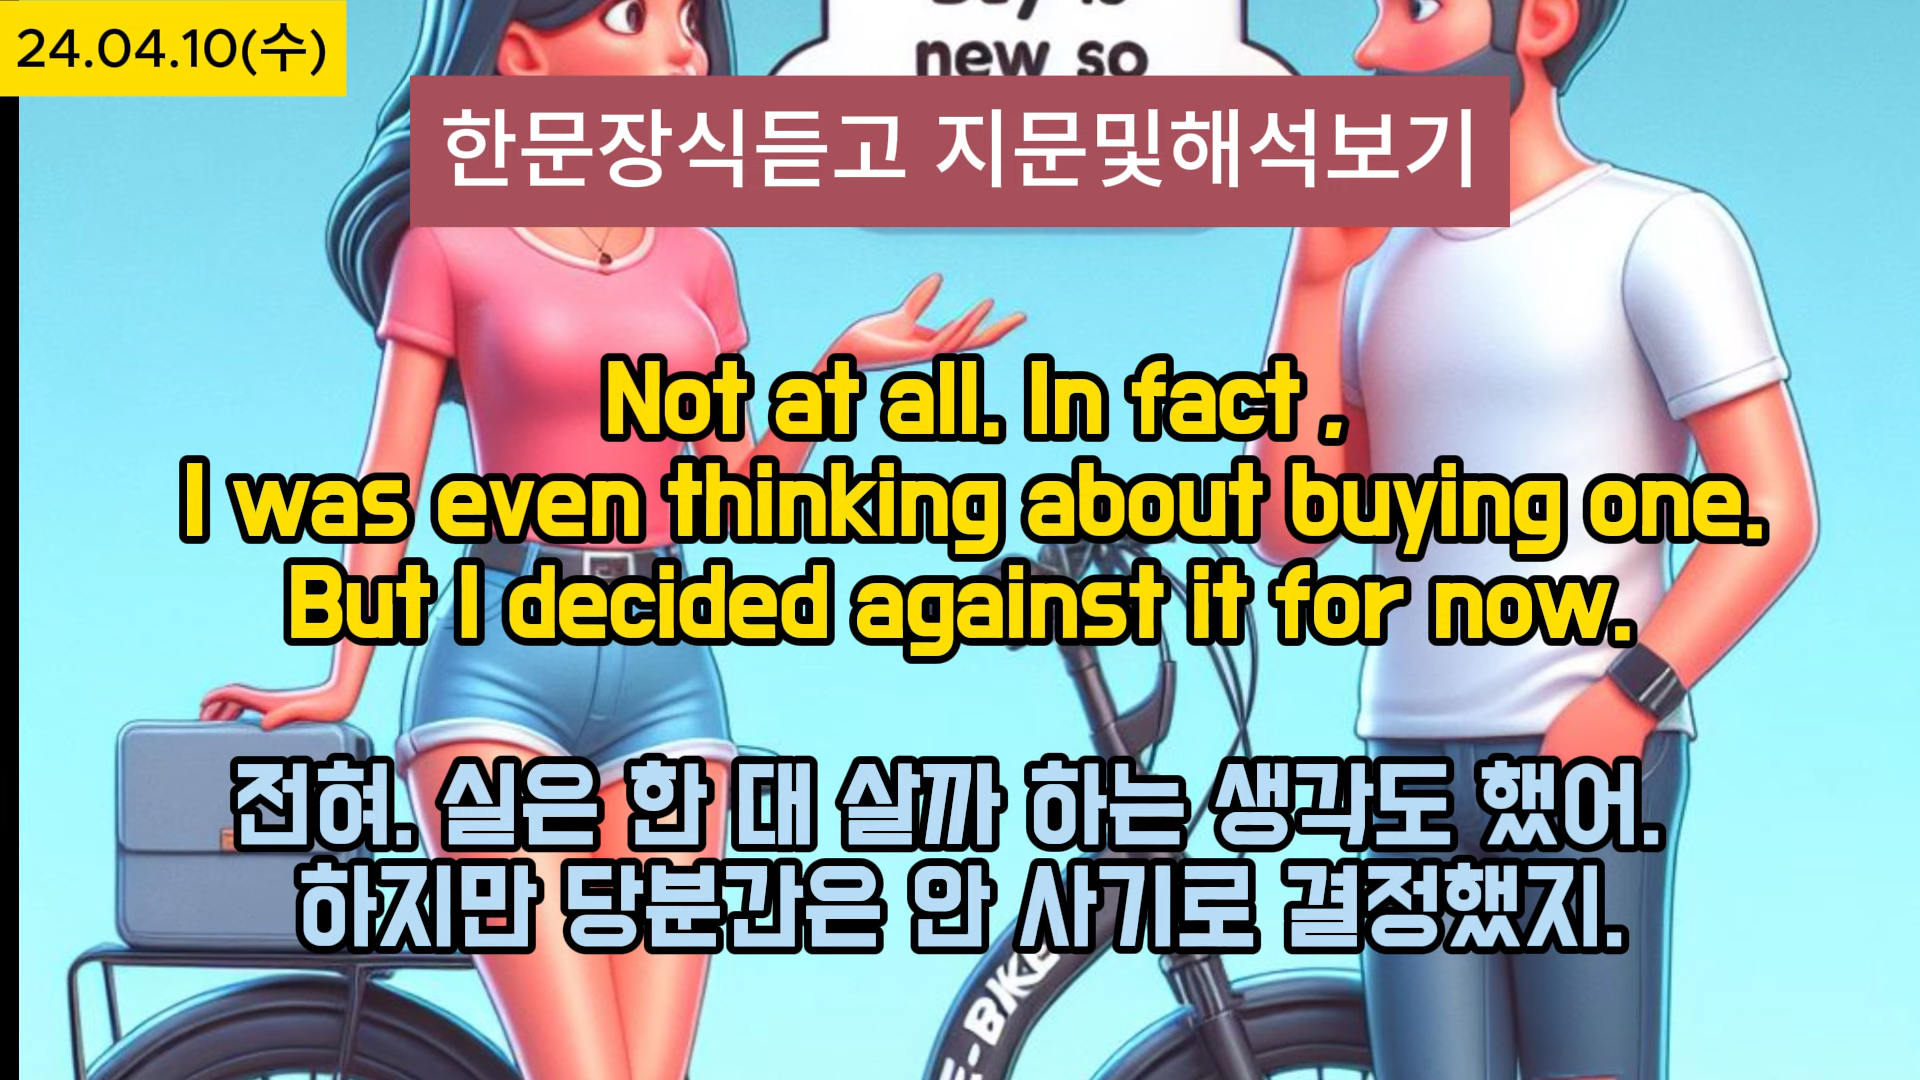 24.04.10(수)
new so
한문장식듣고 지문및해석보기
Not at all. In fact ,
I was even thinking about buying one.
But I decided against it for now.
전혀. 실은 한 대 살까 하는 생각도 했어.
하지만 당분간은 안 사기로 결정했지.
E-BIKE